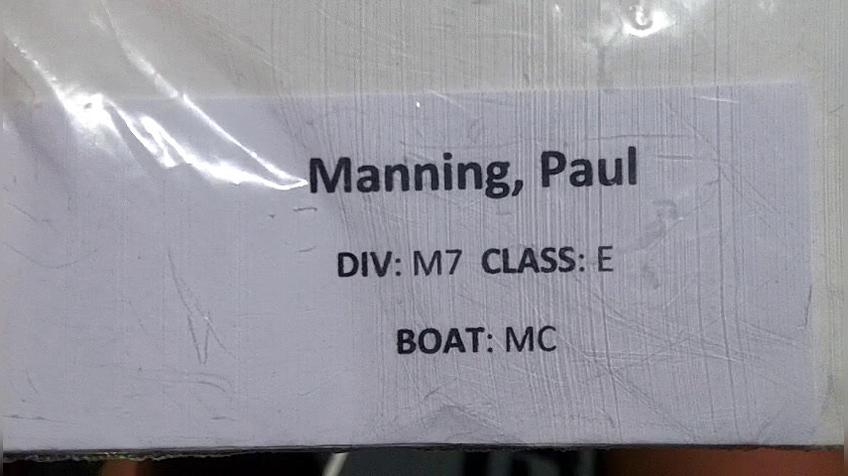 Manning, Paul
DIV: M7 CLASS: E
BOAT: MC